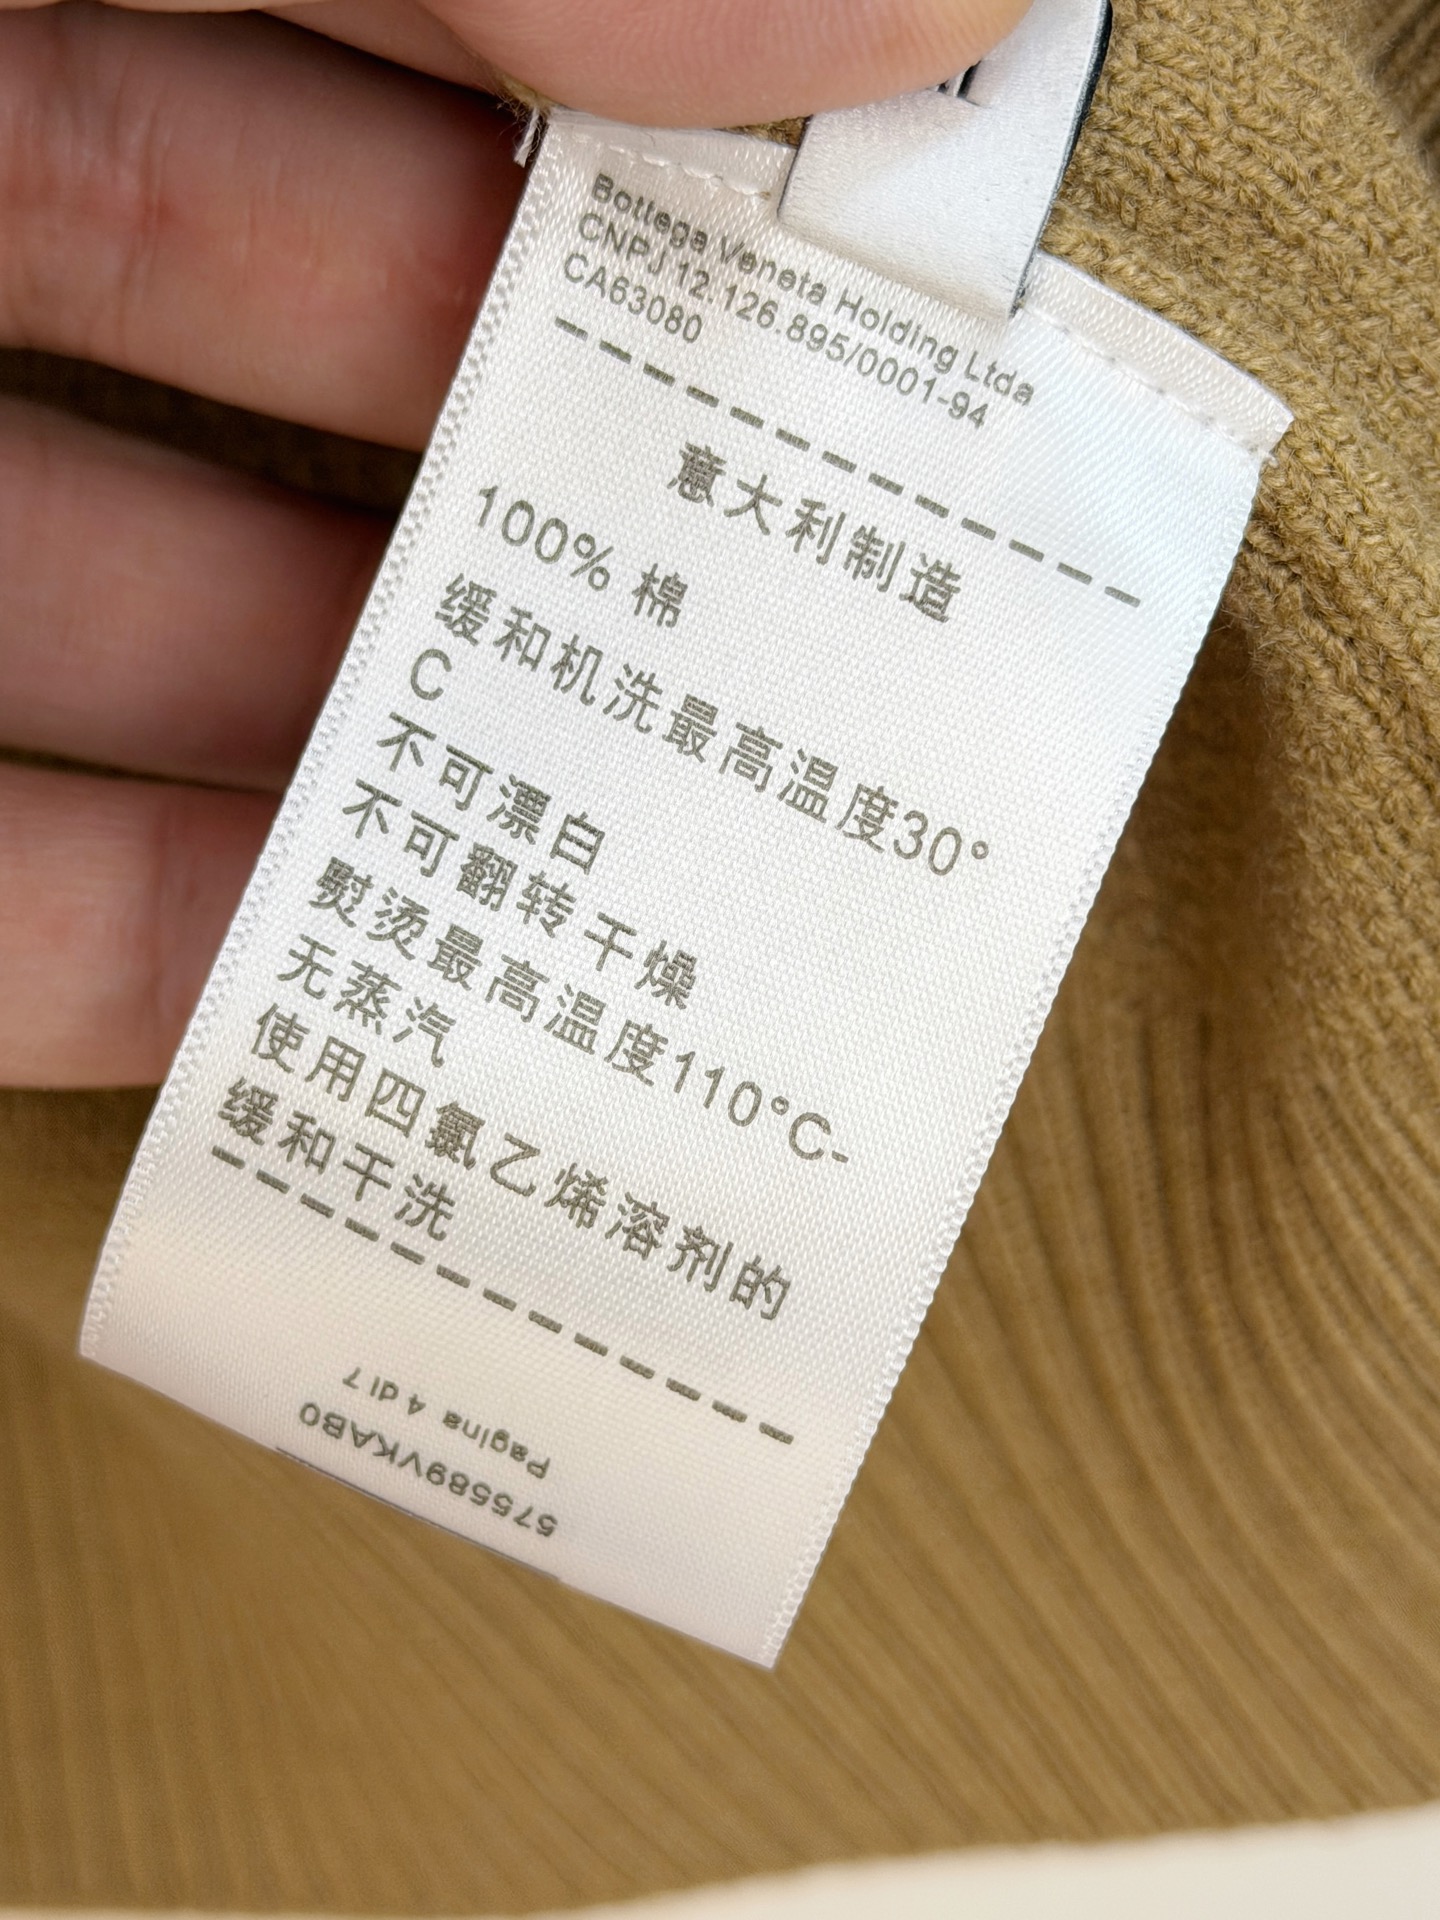 Bottega Veneta Holding Ltda
CNPJ 12.126.895/0001-94
CA63080
意大利制造
100% 棉
缓和机洗最高温度30°
C
不可漂白
不可翻转干燥
熨烫最高温度110°C-
无蒸汽
使用四氯乙烯溶剂的
缓和干洗
575589VKAB0
Pagina 4 di 7